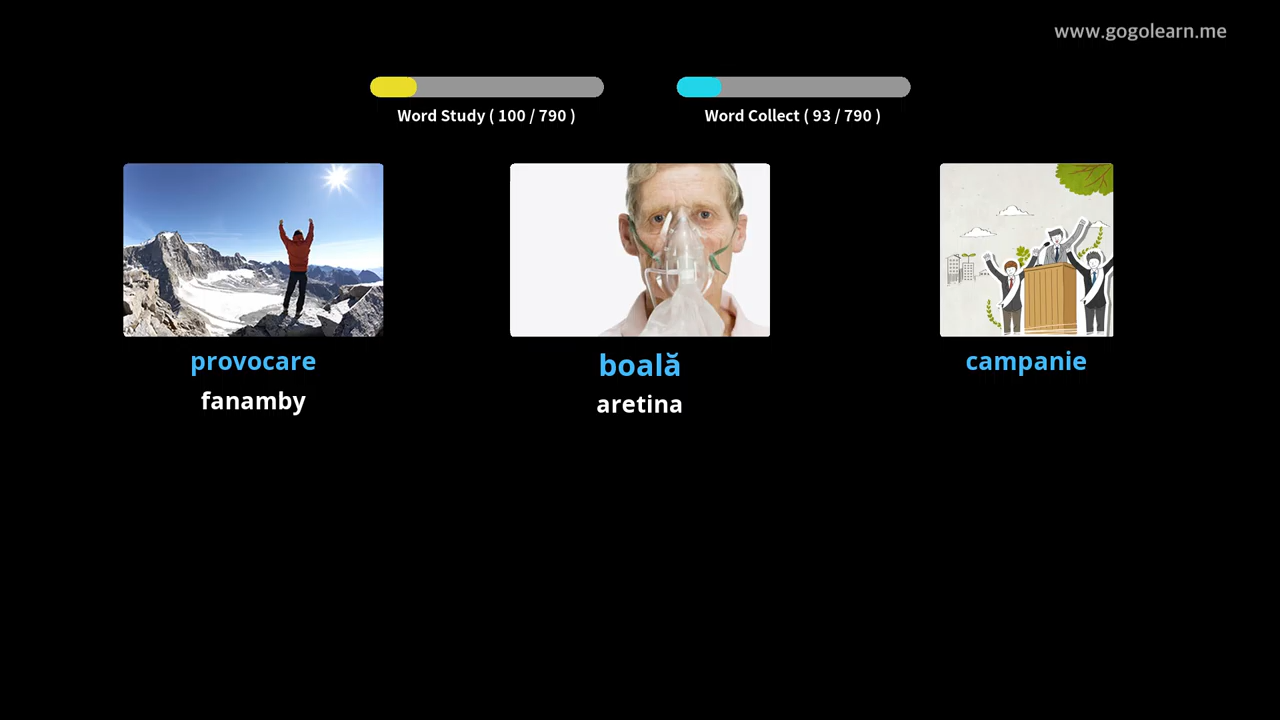 www.gogolearn.me
Word Study ( 100 / 790 )
Word Collect ( 93 / 790 )
provocare
boală
campanie
fanamby
aretina